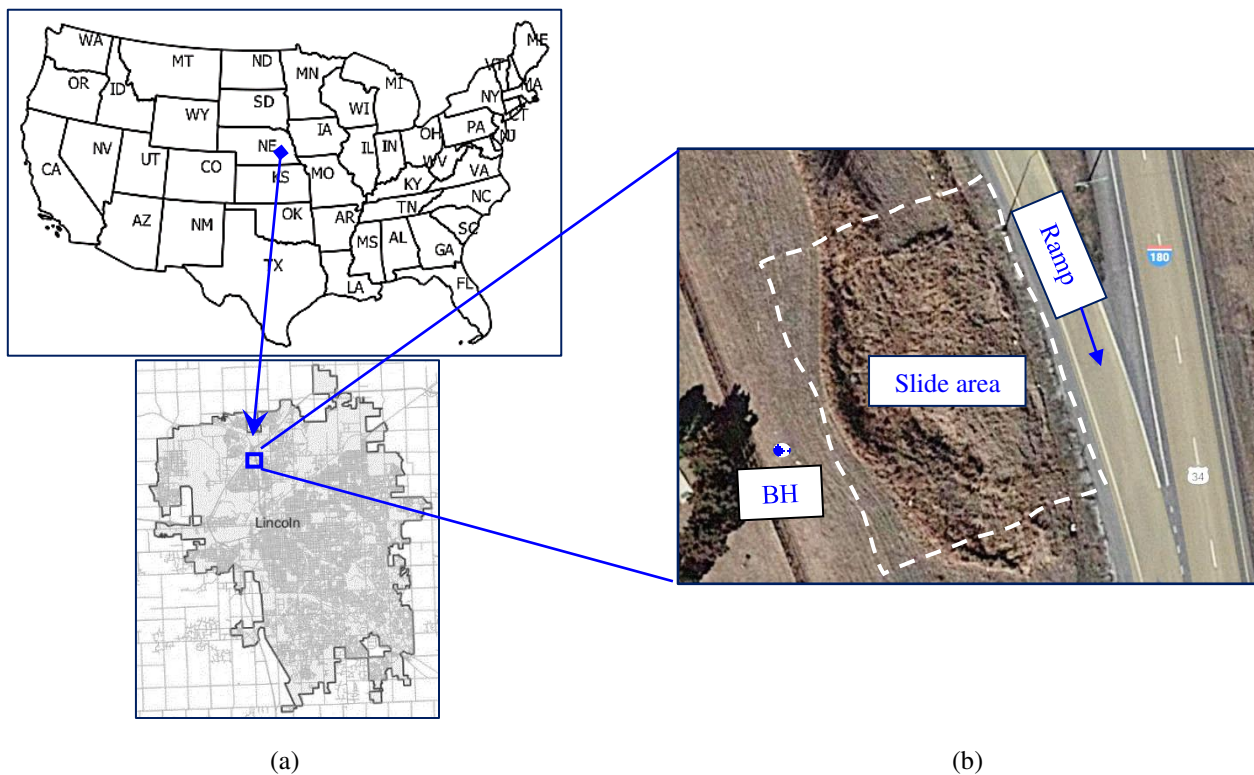 WA
MT
ND
MN
ME
VT
OR
ID
SD
WI
MI
NY
MA
CT
WY
IA
PA
NJ
NE
IL
IN
OH
NV
UT
CO
KS
MO
WV
VA
CA
KY
NC
AZ
NM
OK
AR
TN
SC
MS
AL
GA
TX
LA
FL
Lincoln
Ramp
180
Slide area
34
BH
(a)
(b)